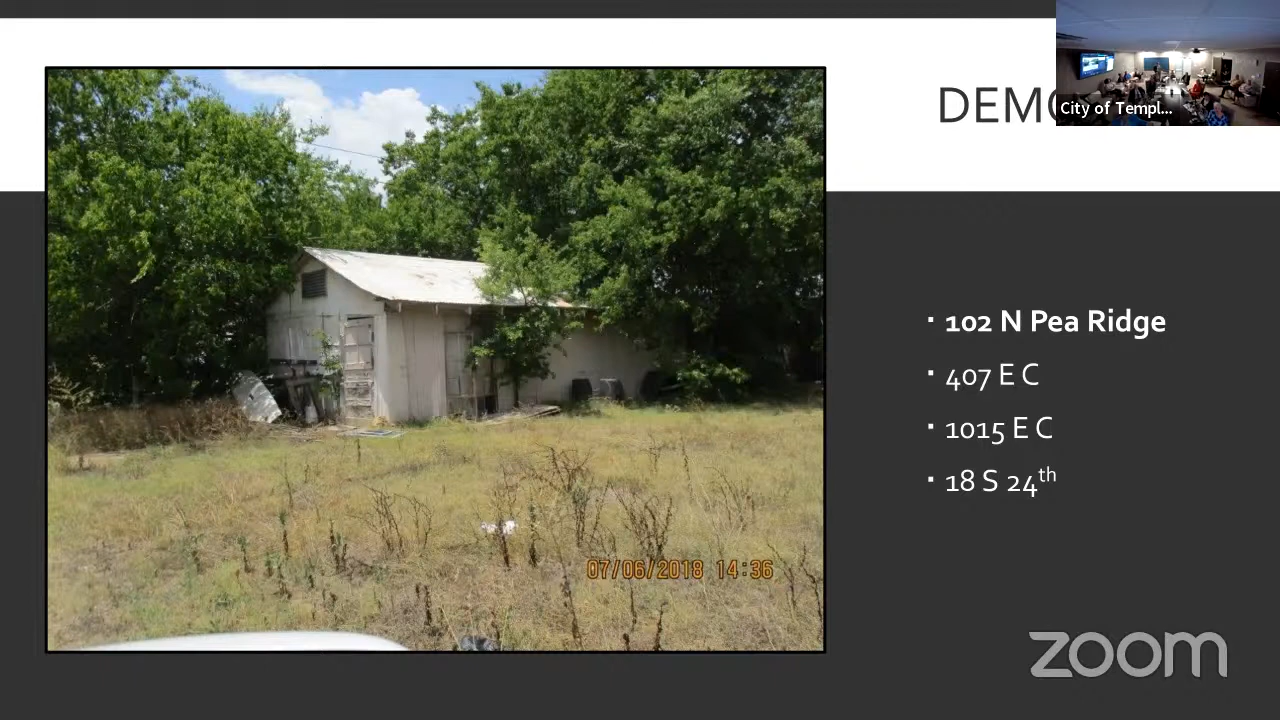 DEMO
City of Templ...
102 N Pea Ridge
407 E C
1015 E C
18 S 24th
07/06/2018 14:36
zoom